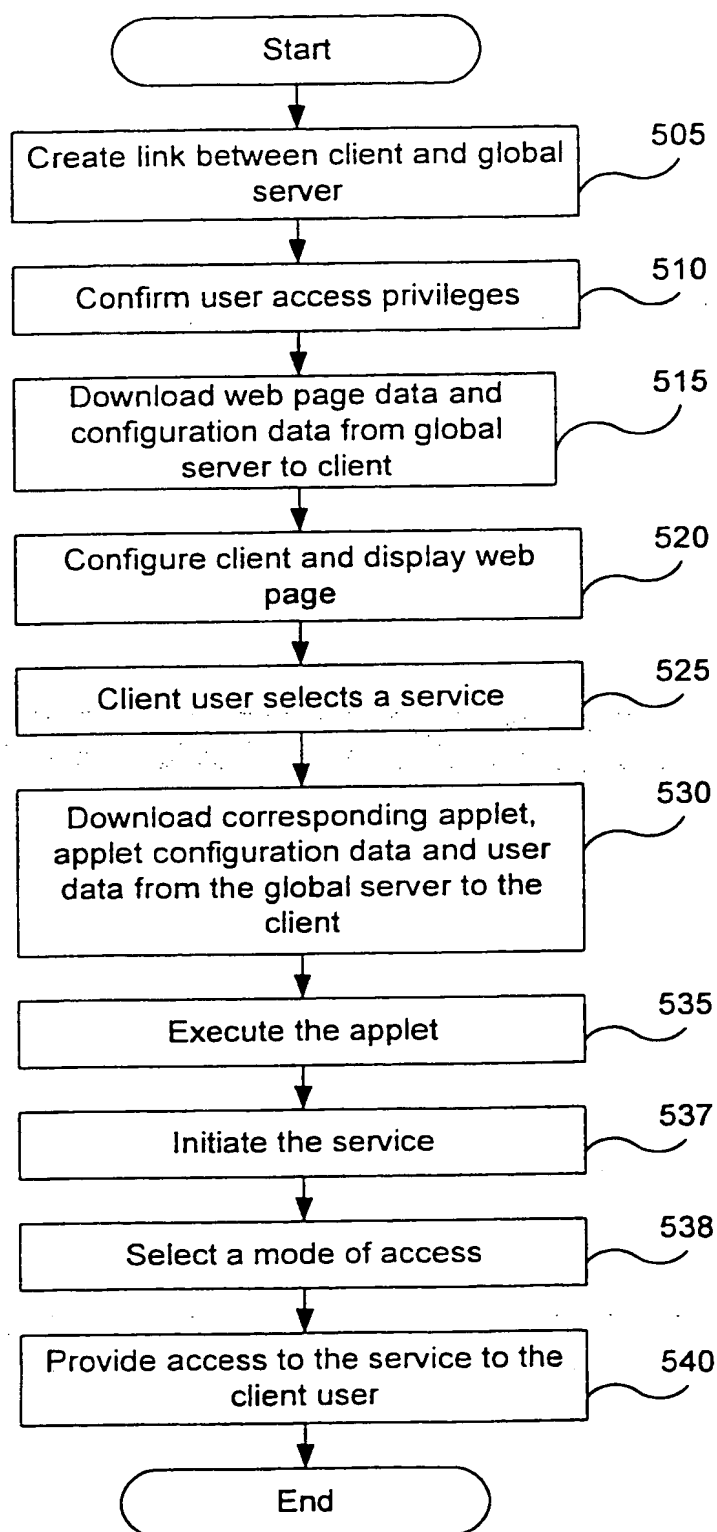 Start
Create link between client and global
server
505
Confirm user access privileges
510
Download web page data and
configuration data from global
server to client
515
Configure client and display web
page
520
Client user selects a service
525
Download corresponding applet,
applet configuration data and user
data from the global server to the
client
530
Execute the applet
535
Initiate the service
537
Select a mode of access
538
Provide access to the service to the
client user
540
End